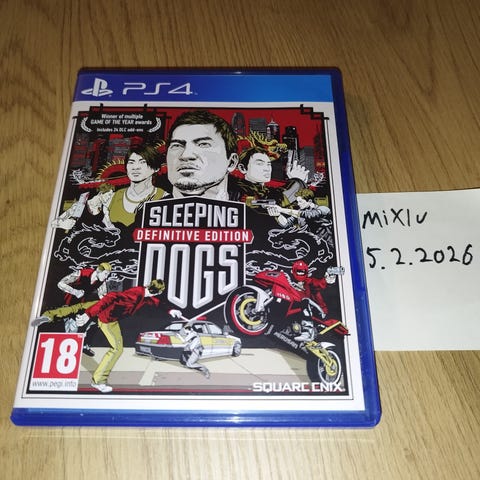 PS4
Winner of multiple
GAME OF THE YEAR awards
Includes 24 DLC add-ons
SLEEPING
DEFINITIVE EDITION
DOGS
18
www.pegi.info
SQUARE ENIX
Mixlu
5.2.2026